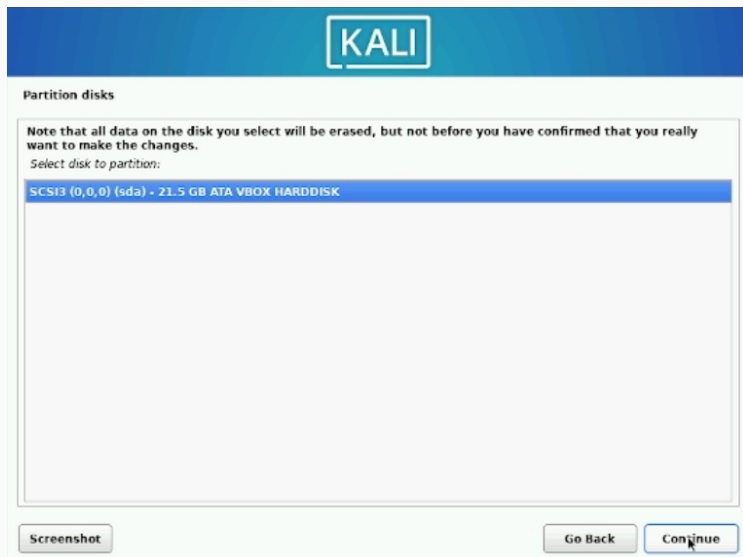 KALI
Partition disks
Note that all data on the disk you select will be erased, but not before you have confirmed that you really
want to make the changes.
Select disk to partition:
SCSI3 (0,0,0) (sda) - 21.5 GB ATA VBOX HARDDISK
Screenshot
Go Back
Continue